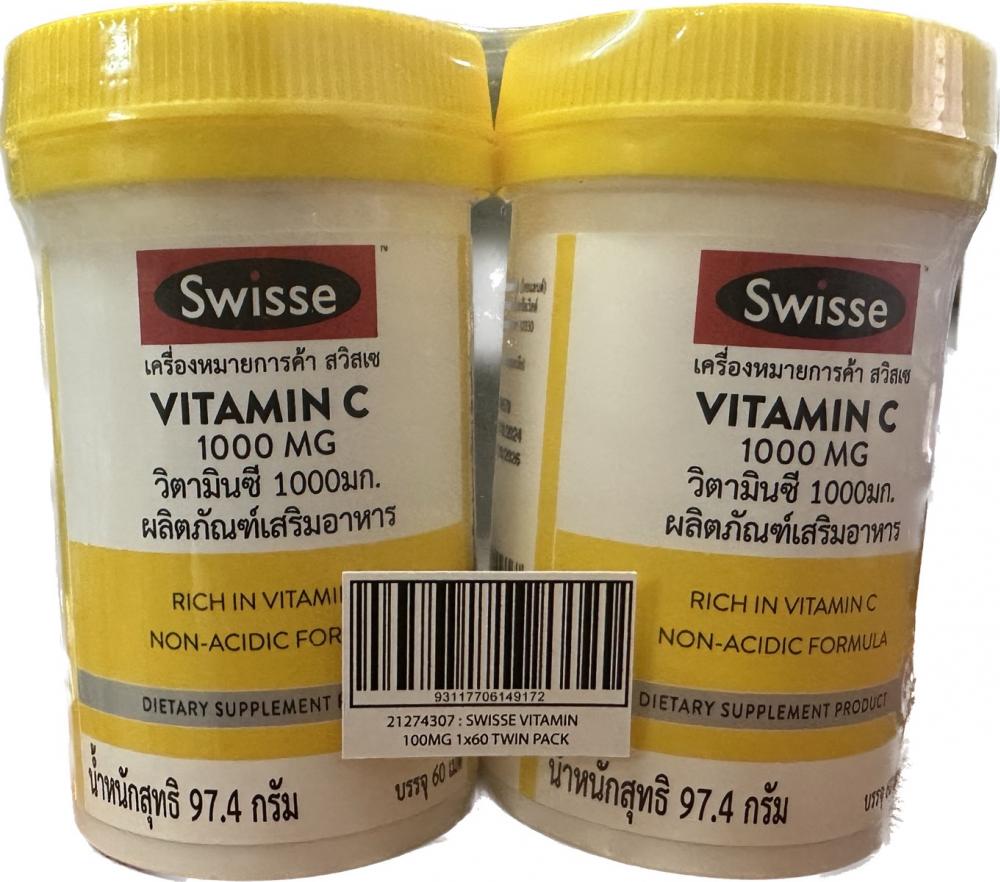 Swisse
TM
เครื่องหมายการค้า สวิสเซ
VITAMIN C
1000 MG
วิตามินซี 1000มก.
ผลิตภัณฑ์เสริมอาหาร
RICH IN
NON-ACIDIC
DIETARY SUPPLEMENT
น้ำหนักสุทธิ 97.4 กรัม
บรรจุ 60
Swisse
เครื่องหมายการค้า สวิสเซ
VITAMIN C
1000 MG
วิตามินซี 1000มก.
ผลิตภัณฑ์เสริมอาหาร
RICH IN VITAMIN C
NON-ACIDIC FORMULA
DIETARY SUPPLEMENT PRODUCT
น้ำหนักสุทธิ 97.4 กรัม
บรรจุ
93117706149172
21274307 : SWISSE VITAMIN
100MG 1x60 TWIN PACK